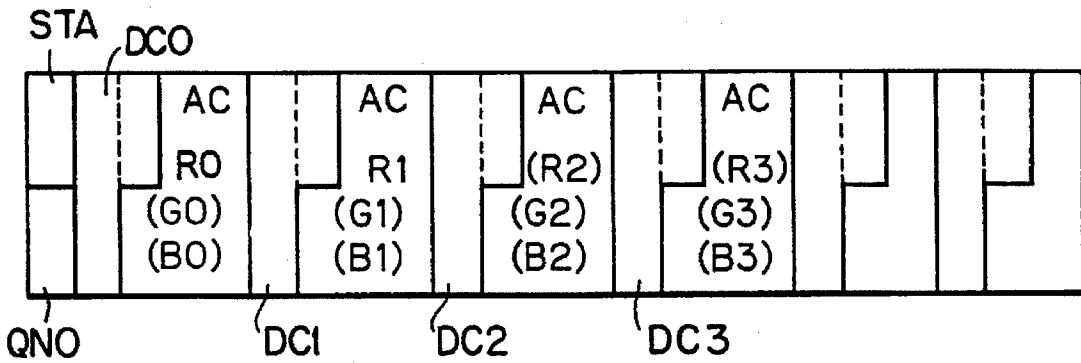 STA
DC0
AC AC AC AC
R0 R1 (R2) (R3)
(G0) (G1) (G2) (G3)
(B0) (B1) (B2) (B3)
QNO DC1 DC2 DC3